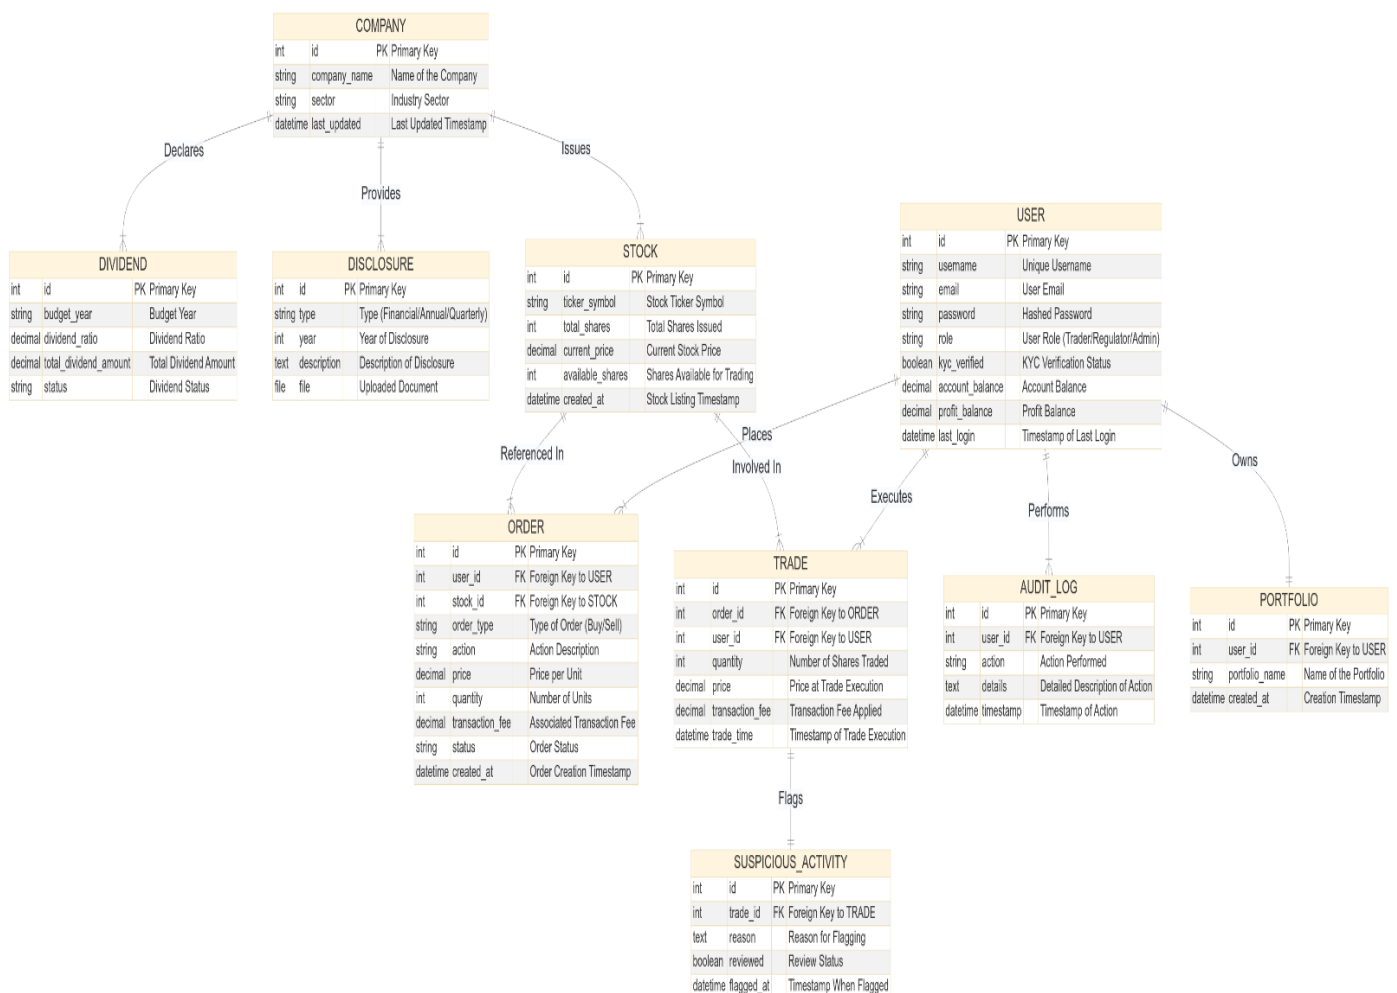 COMPANY
int id PK Primary Key
string company_name Name of the Company
string sector Industry Sector
datetime last_updated Last Updated Timestamp
Declares
Provides
Issues
DIVIDEND
int id PK Primary Key
string budget_year Budget Year
decimal dividend_ratio Dividend Ratio
decimal total_dividend_amount Total Dividend Amount
string status Dividend Status
DISCLOSURE
int id PK Primary Key
string type Type (Financial/Annual/Quarterly)
int year Year of Disclosure
text description Description of Disclosure
file file Uploaded Document
STOCK
int id PK Primary Key
string ticker_symbol Stock Ticker Symbol
int total_shares Total Shares Issued
decimal current_price Current Stock Price
int available_shares Shares Available for Trading
datetime created_at Stock Listing Timestamp
USER
int id PK Primary Key
string username Unique Username
string email User Email
string password Hashed Password
string role User Role (Trader/Regulator/Admin)
boolean kyc_verified KYC Verification Status
decimal account_balance Account Balance
decimal profit_balance Profit Balance
datetime last_login Timestamp of Last Login
Referenced In
Places
Involved In
Executes
Performs
Owns
ORDER
int id PK Primary Key
int user_id FK Foreign Key to USER
int stock_id FK Foreign Key to STOCK
string order_type Type of Order (Buy/Sell)
string action Action Description
decimal price Price per Unit
int quantity Number of Units
decimal transaction_fee Associated Transaction Fee
string status Order Status
datetime created_at Order Creation Timestamp
TRADE
int id PK Primary Key
int order_id FK Foreign Key to ORDER
int user_id FK Foreign Key to USER
int quantity Number of Shares Traded
decimal price Price at Trade Execution
decimal transaction_fee Transaction Fee Applied
datetime trade_time Timestamp of Trade Execution
AUDIT_LOG
int id PK Primary Key
int user_id FK Foreign Key to USER
string action Action Performed
text details Detailed Description of Action
datetime timestamp Timestamp of Action
PORTFOLIO
int id PK Primary Key
int user_id FK Foreign Key to USER
string portfolio_name Name of the Portfolio
datetime created_at Creation Timestamp
Flags
SUSPICIOUS_ACTIVITY
int id PK Primary Key
int trade_id FK Foreign Key to TRADE
text reason Reason for Flagging
boolean reviewed Review Status
datetime flagged_at Timestamp When Flagged